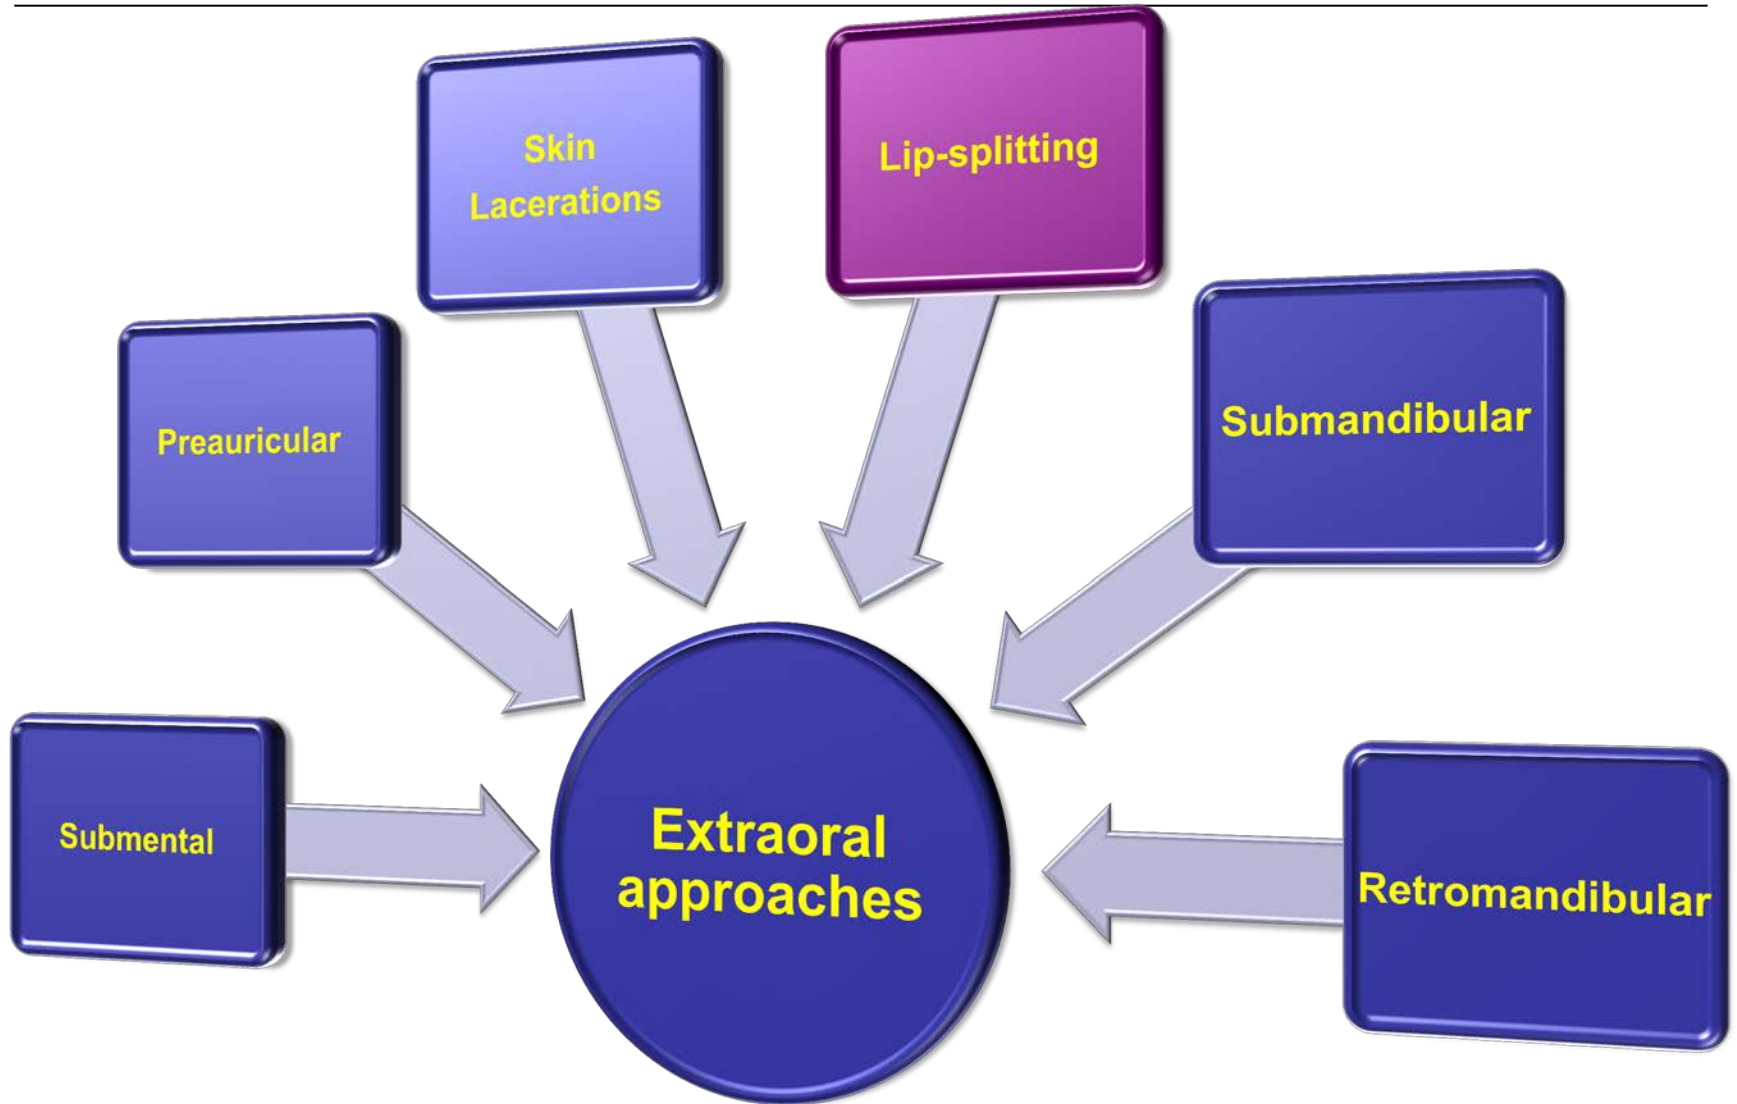 Skin
Lacerations
Lip-splitting
Preauricular
Submandibular
Submental
Extraoral
approaches
Retromandibular